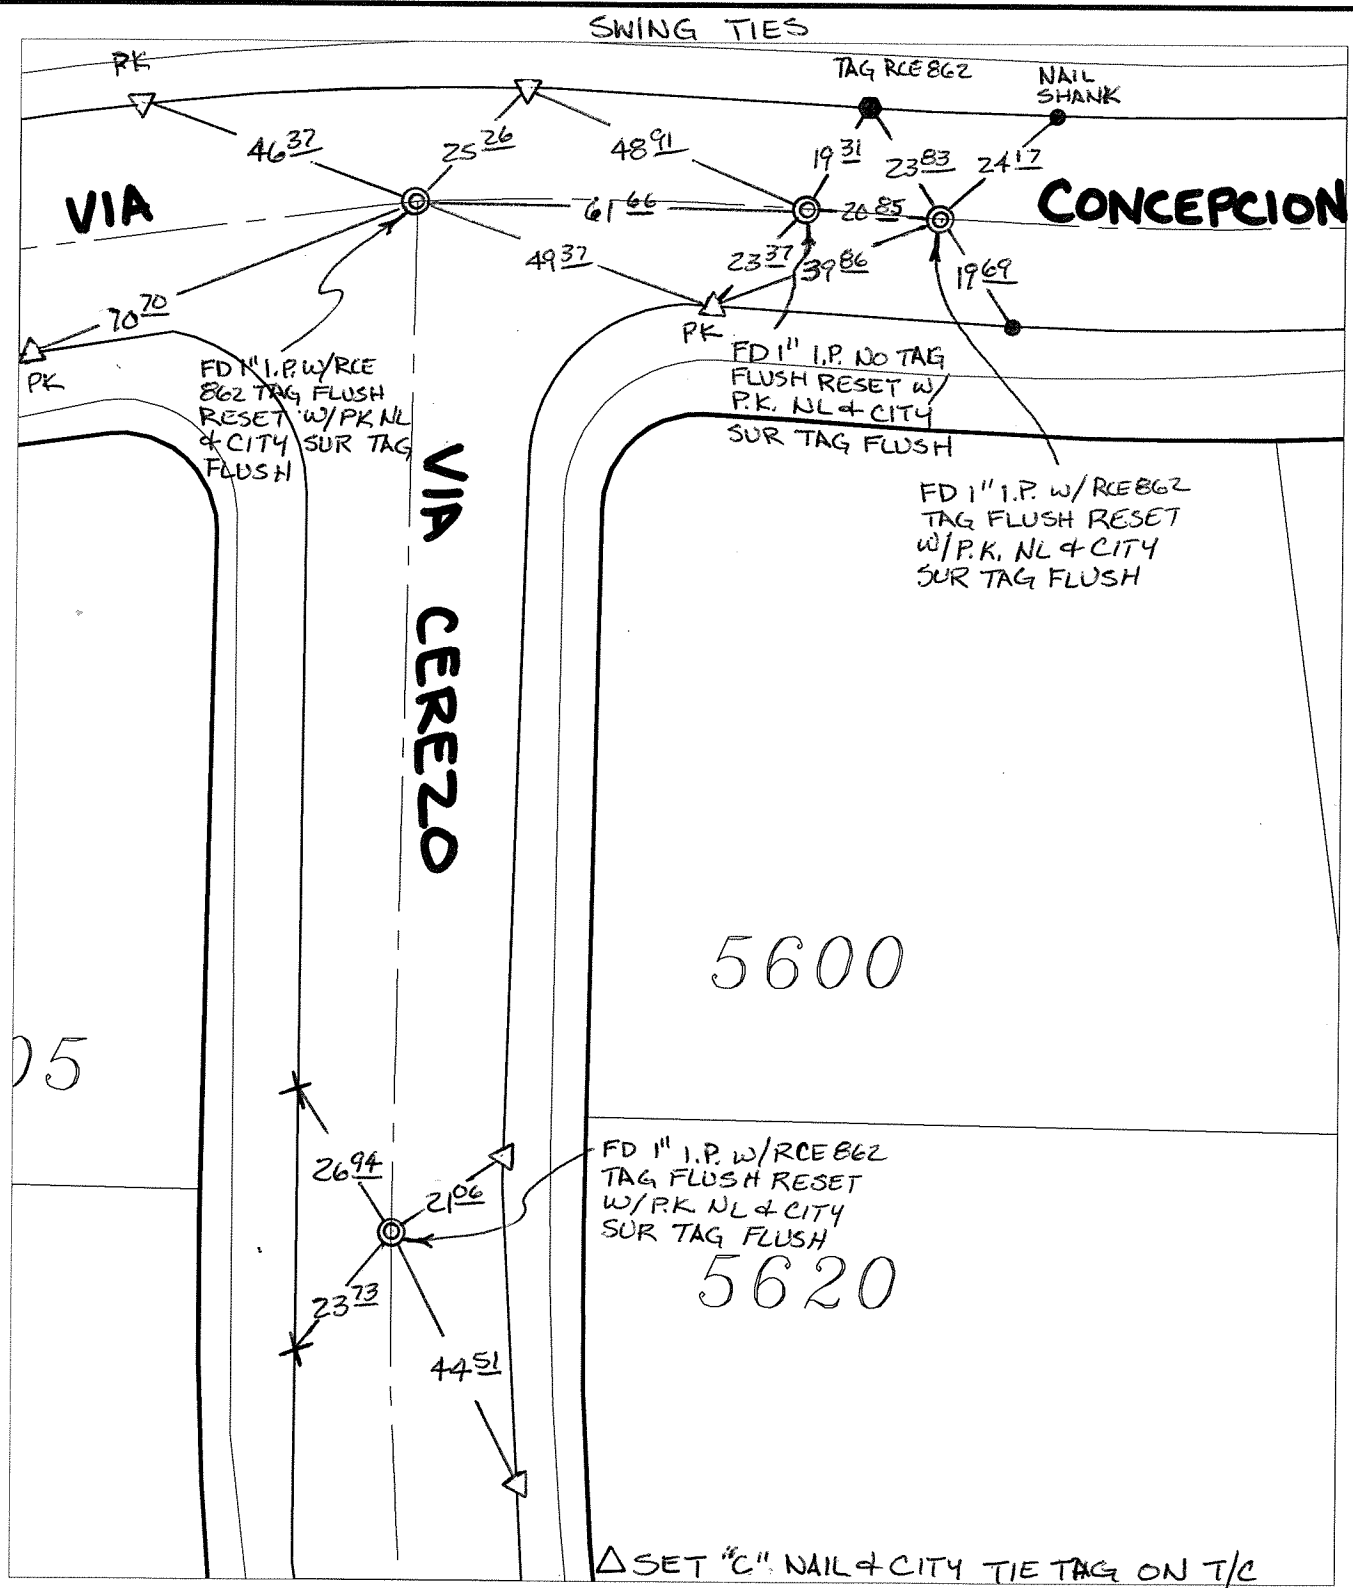 SWING TIES
PK
TAG RCE 862
NAIL
SHANK
46 37
25 26
48 91
19 31
23 83
24 17
VIA
CONCEPCION
61 66
20 85
49 37
23 37
39 86
19 69
70 70
PK
PK
FD 1" I.P. W/RCE
862 TAG FLUSH
RESET W/PK NL
& CITY SUR TAG
FLUSH
FD 1" I.P. NO TAG
FLUSH RESET W/
P.K. NL & CITY
SUR TAG FLUSH
FD 1" I.P. W/ RCE 862
TAG FLUSH RESET
W/P.K. NL & CITY
SUR TAG FLUSH
VIA CEREZO
5600
05
FD 1" I.P. W/RCE 862
TAG FLUSH RESET
W/P.K. NL & CITY
SUR TAG FLUSH
26 94
21 06
5620
23 73
44 51
△ SET "C" NAIL & CITY TIE TAG ON T/C